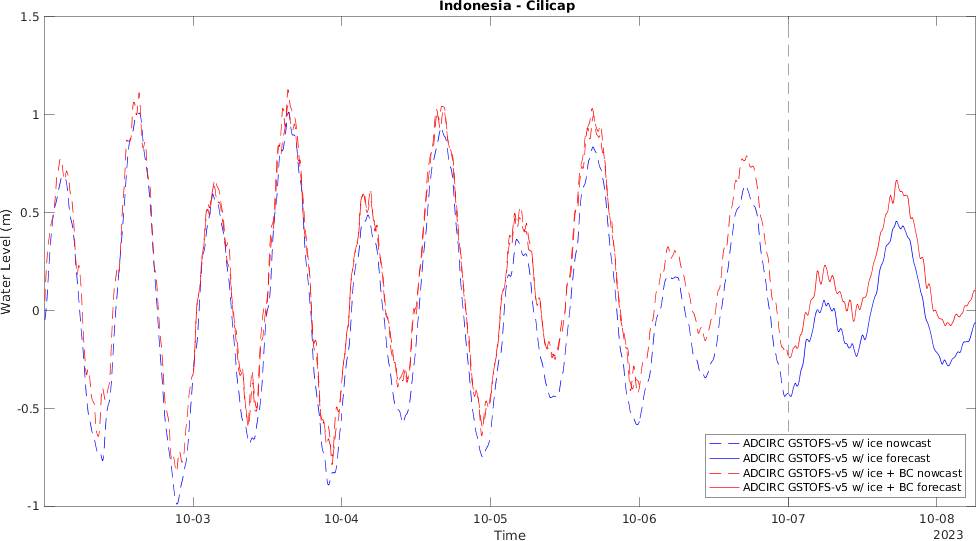 Indonesia - Cilicap
1.5
1
0.5
0
-0.5
-1
Water Level (m)
10-03
10-04
10-05
10-06
10-07
10-08
Time
2023
ADCIRC GSTOFS-v5 w/ ice nowcast
ADCIRC GSTOFS-v5 w/ ice forecast
ADCIRC GSTOFS-v5 w/ ice + BC nowcast
ADCIRC GSTOFS-v5 w/ ice + BC forecast